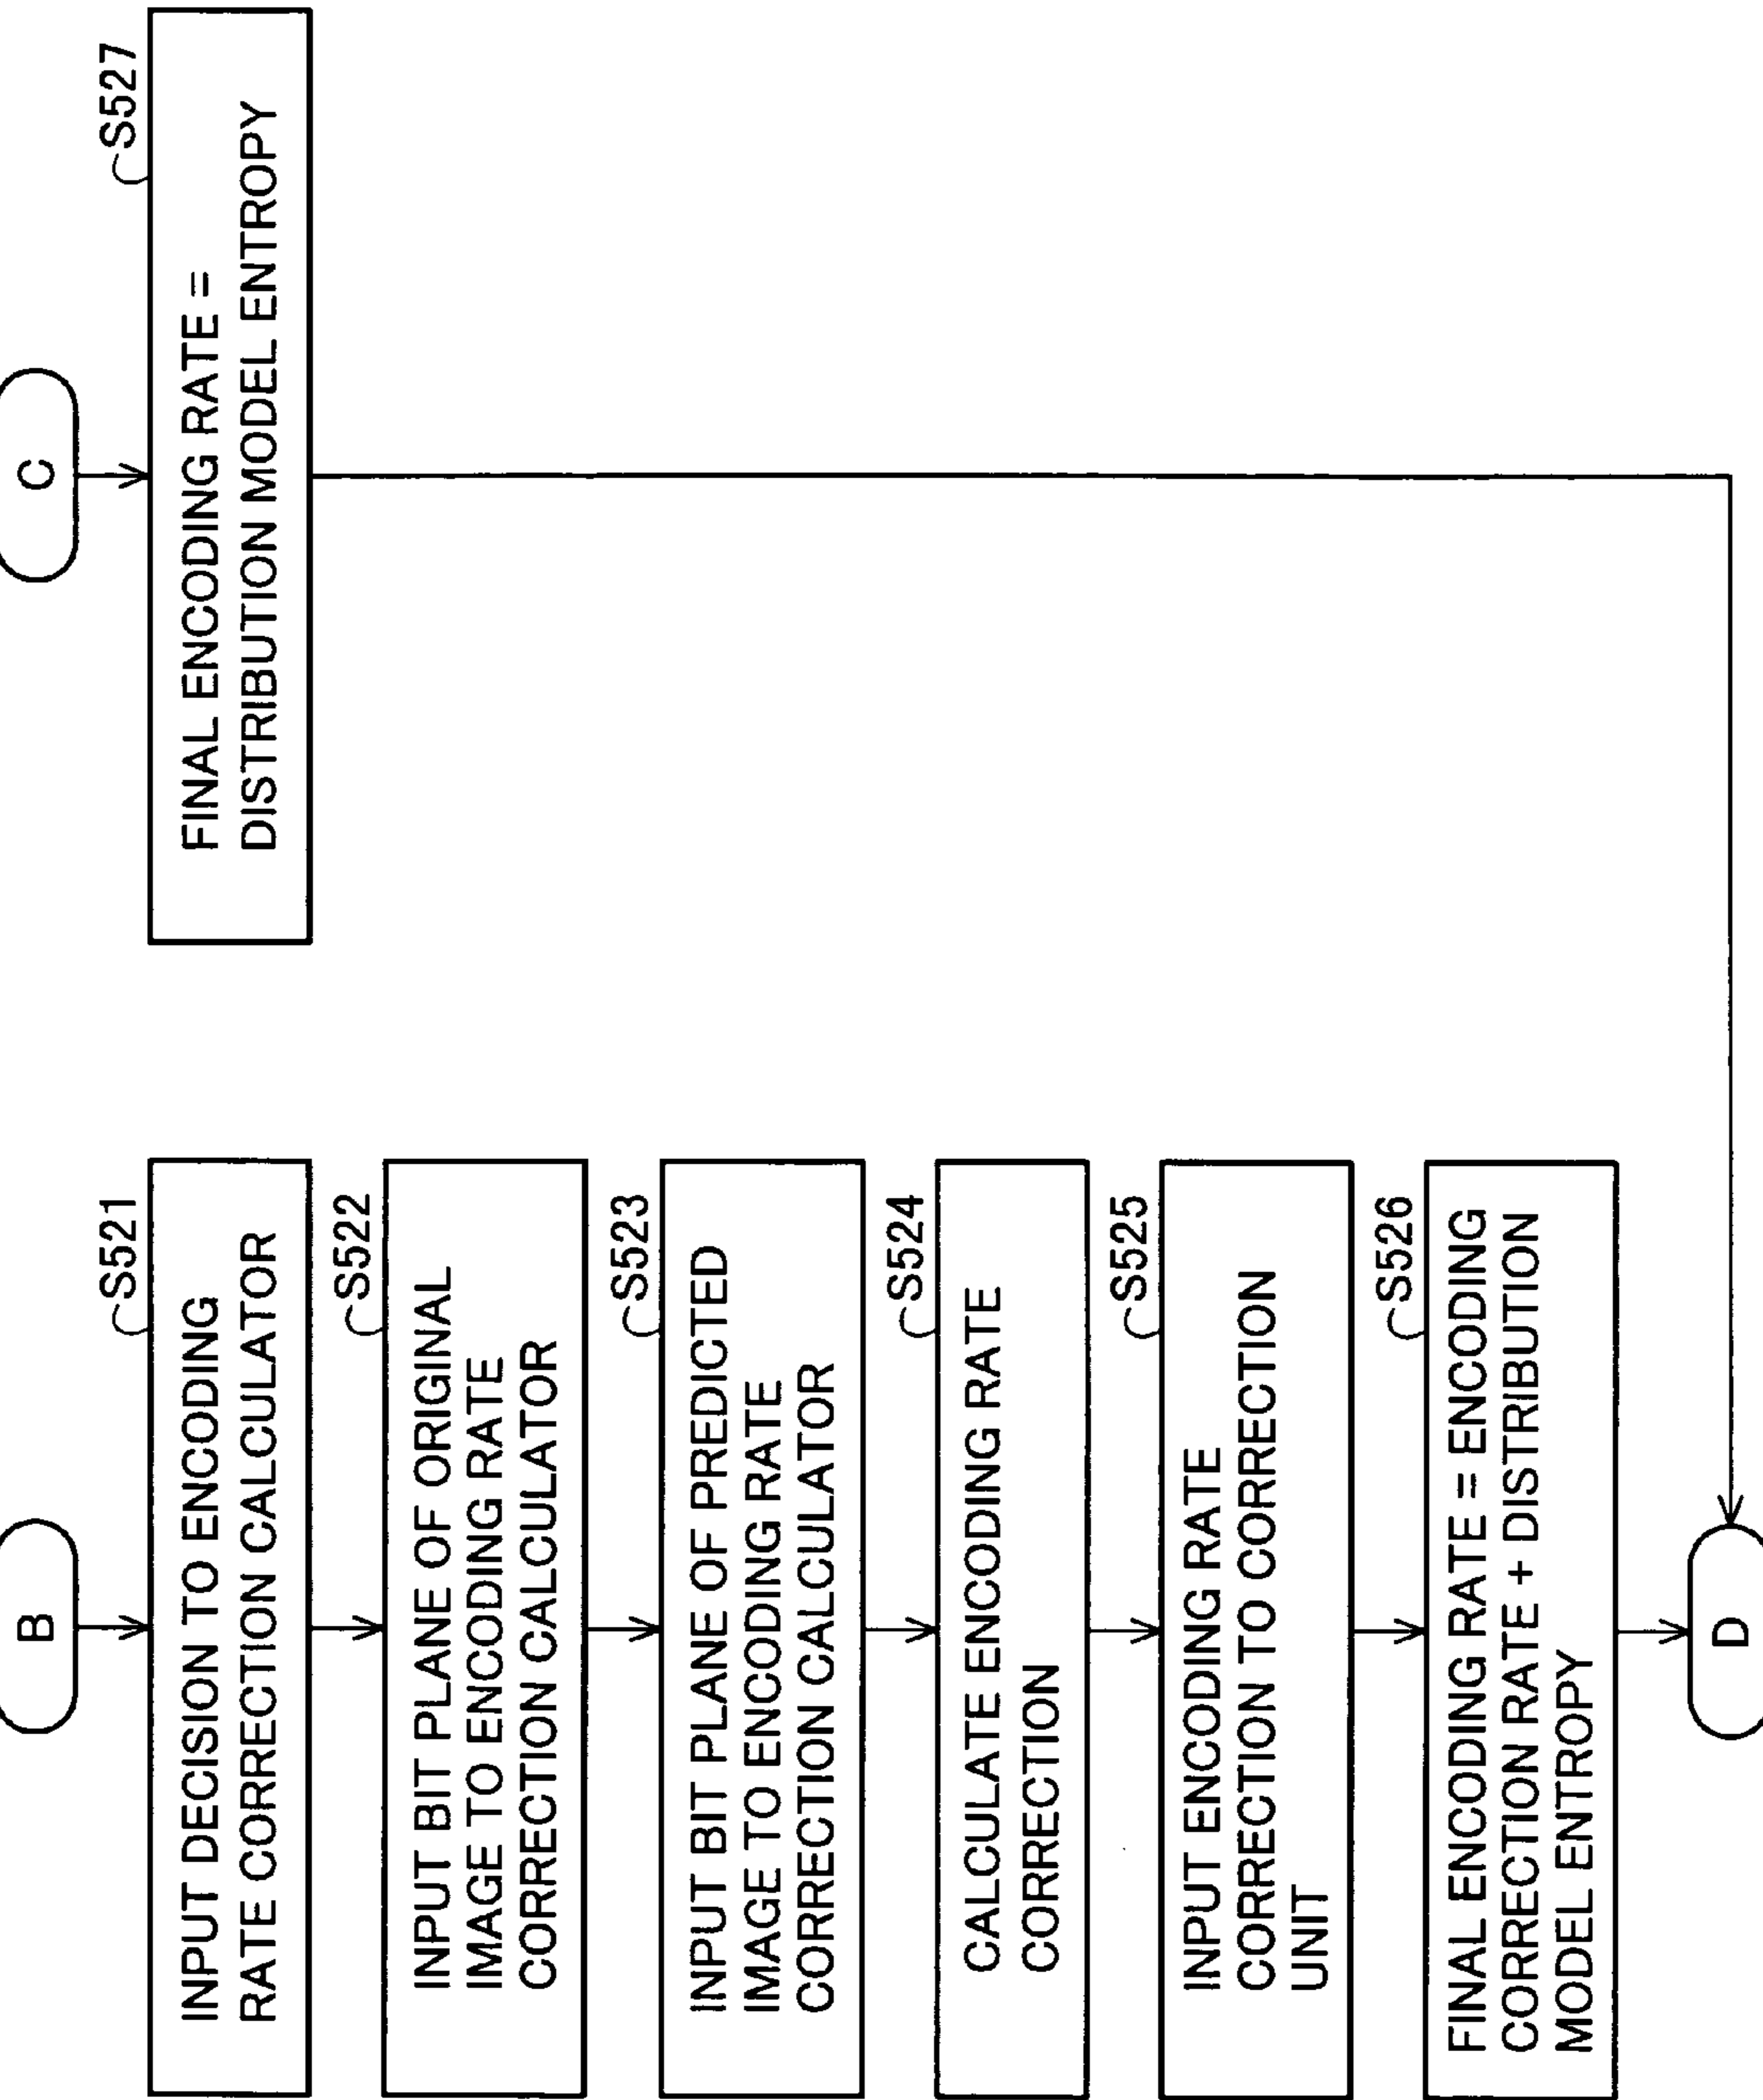 B
S521
INPUT DECISION TO ENCODING
RATE CORRECTION CALCULATOR
S522
INPUT BIT PLANE OF ORIGINAL
IMAGE TO ENCODING RATE
CORRECTION CALCULATOR
S523
INPUT BIT PLANE OF PREDICTED
IMAGE TO ENCODING RATE
CORRECTION CALCULATOR
S524
CALCULATE ENCODING RATE
CORRECTION
S525
INPUT ENCODING RATE
CORRECTION TO CORRECTION
UNIT
S526
FINAL ENCODING RATE = ENCODING
CORRECTION RATE + DISTRIBUTION
MODEL ENTROPY
D
C
S527
FINAL ENCODING RATE =
DISTRIBUTION MODEL ENTROPY